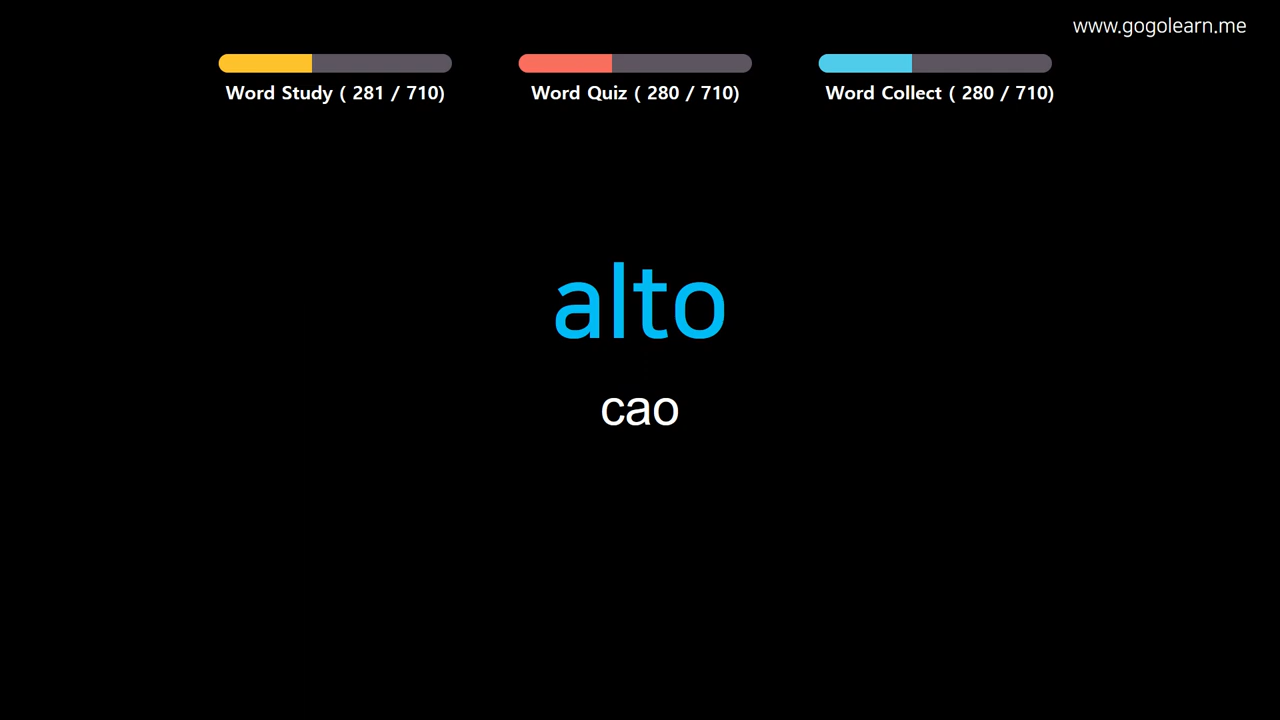 www.gogolearn.me
Word Study ( 281 / 710)
Word Quiz ( 280 / 710)
Word Collect ( 280 / 710)
alto
cao